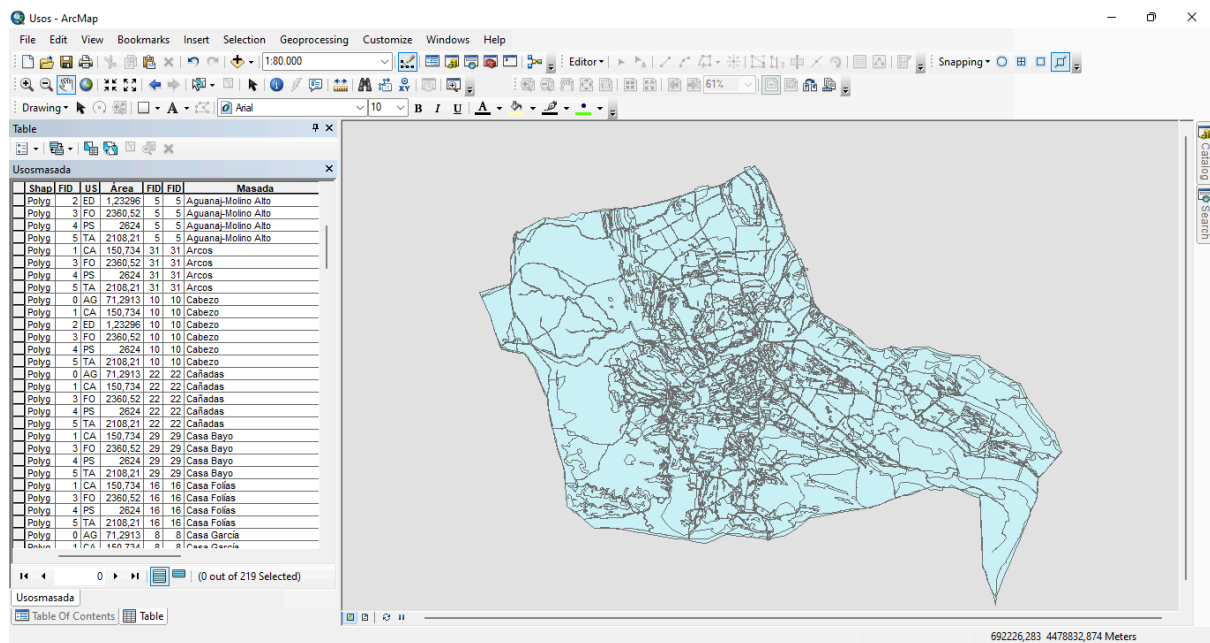 Usos - ArcMap
File Edit View Bookmarks Insert Selection Geoprocessing Customize Windows Help
1:80.000 Editor Snapping
61%
Drawing A Arial 10 B I U A
Table
Usosmasada
Shap FID US Área FID FID Masada
Polyg 2 ED 1,23296 5 5 Aguanaj-Molino Alto
Polyg 3 FO 2360,52 5 5 Aguanaj-Molino Alto
Polyg 4 PS 2624 5 5 Aguanaj-Molino Alto
Polyg 5 TA 2108,21 5 5 Aguanaj-Molino Alto
Polyg 1 CA 150,734 31 31 Arcos
Polyg 3 FO 2360,52 31 31 Arcos
Polyg 4 PS 2624 31 31 Arcos
Polyg 5 TA 2108,21 31 31 Arcos
Polyg 0 AG 71,2913 10 10 Cabezo
Polyg 1 CA 150,734 10 10 Cabezo
Polyg 2 ED 1,23296 10 10 Cabezo
Polyg 3 FO 2360,52 10 10 Cabezo
Polyg 4 PS 2624 10 10 Cabezo
Polyg 5 TA 2108,21 10 10 Cabezo
Polyg 0 AG 71,2913 22 22 Cañadas
Polyg 1 CA 150,734 22 22 Cañadas
Polyg 3 FO 2360,52 22 22 Cañadas
Polyg 4 PS 2624 22 22 Cañadas
Polyg 5 TA 2108,21 22 22 Cañadas
Polyg 1 CA 150,734 29 29 Casa Bayo
Polyg 3 FO 2360,52 29 29 Casa Bayo
Polyg 4 PS 2624 29 29 Casa Bayo
Polyg 5 TA 2108,21 29 29 Casa Bayo
Polyg 1 CA 150,734 16 16 Casa Folías
Polyg 3 FO 2360,52 16 16 Casa Folías
Polyg 4 PS 2624 16 16 Casa Folías
Polyg 5 TA 2108,21 16 16 Casa Folías
Polyg 0 AG 71,2913 8 8 Casa García
Polyg 1 CA 150,734 8 8 Casa García
0 (0 out of 219 Selected)
Usosmasada
Table Of Contents Table
Catalog
Search
692226,283 4478832,874 Meters